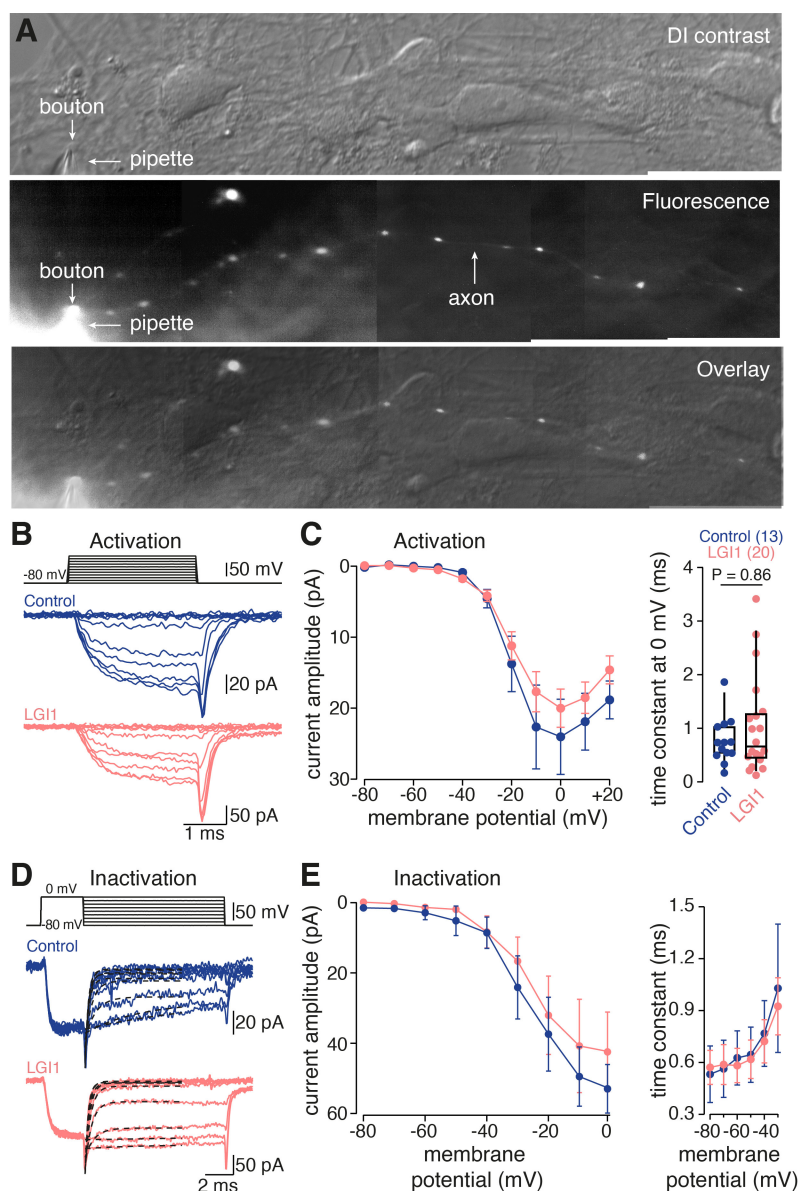 A
DI contrast
bouton
pipette
Fluorescence
bouton
axon
pipette
Overlay
B
Activation
-80 mV
50 mV
Control
20 pA
LGI1
50 pA
1 ms
C
Activation
current amplitude (pA)
0
10
20
30
-80
-60
-40
-20
0
+20
membrane potential (mV)
Control (13)
LGI1 (20)
P = 0.86
time constant at 0 mV (ms)
4
3
2
1
0
Control
LGI1
D
Inactivation
0 mV
-80 mV
50 mV
Control
20 pA
LGI1
50 pA
2 ms
E
Inactivation
current amplitude (pA)
0
20
40
60
-80
-60
-40
-20
0
membrane
potential (mV)
time constant (ms)
1.5
1.2
0.9
0.6
0.3
-80
-60
-40
membrane
potential (mV)